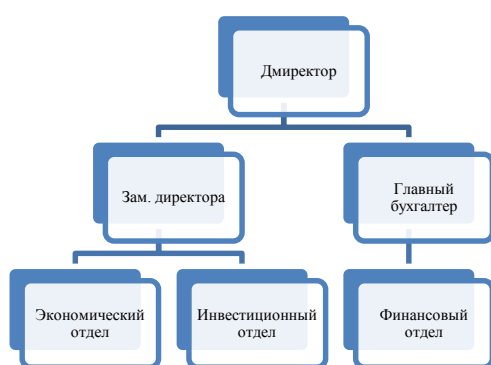 Дмиректор
Зам. директора
Главный
бухгалтер
Экономический
отдел
Инвестиционный
отдел
Финансовый
отдел